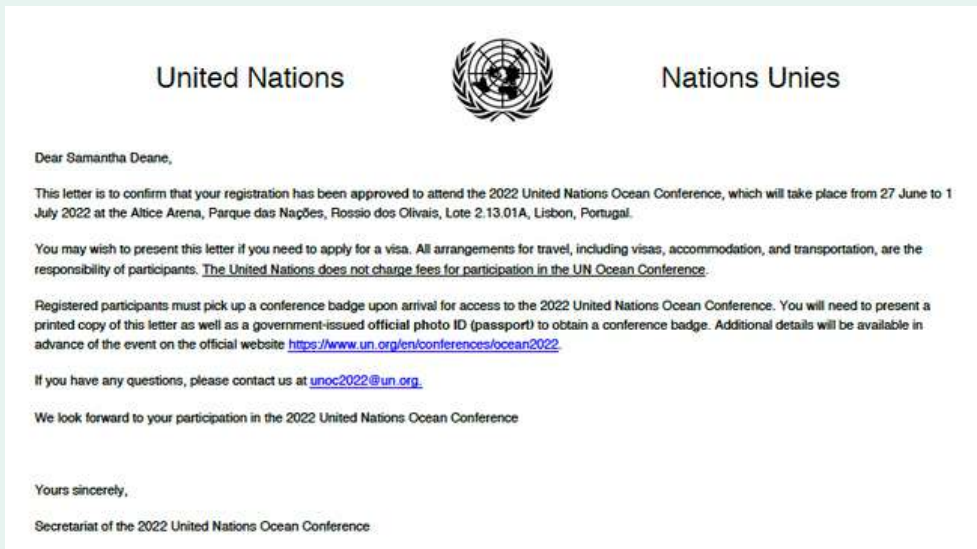 United Nations
Nations Unies
Dear Samantha Deane,
This letter is to confirm that your registration has been approved to attend the 2022 United Nations Ocean Conference, which will take place from 27 June to 1
July 2022 at the Altice Arena, Parque das Nações, Rossio dos Olivais, Lote 2.13.01A, Lisbon, Portugal.
You may wish to present this letter if you need to apply for a visa. All arrangements for travel, including visas, accommodation, and transportation, are the
responsibility of participants. The United Nations does not charge fees for participation in the UN Ocean Conference.
Registered participants must pick up a conference badge upon arrival for access to the 2022 United Nations Ocean Conference. You will need to present a
printed copy of this letter as well as a government-issued official photo ID (passport) to obtain a conference badge. Additional details will be available in
advance of the event on the official website https://www.un.org/en/conferences/ocean2022.
If you have any questions, please contact us at unoc2022@un.org.
We look forward to your participation in the 2022 United Nations Ocean Conference
Yours sincerely,
Secretariat of the 2022 United Nations Ocean Conference